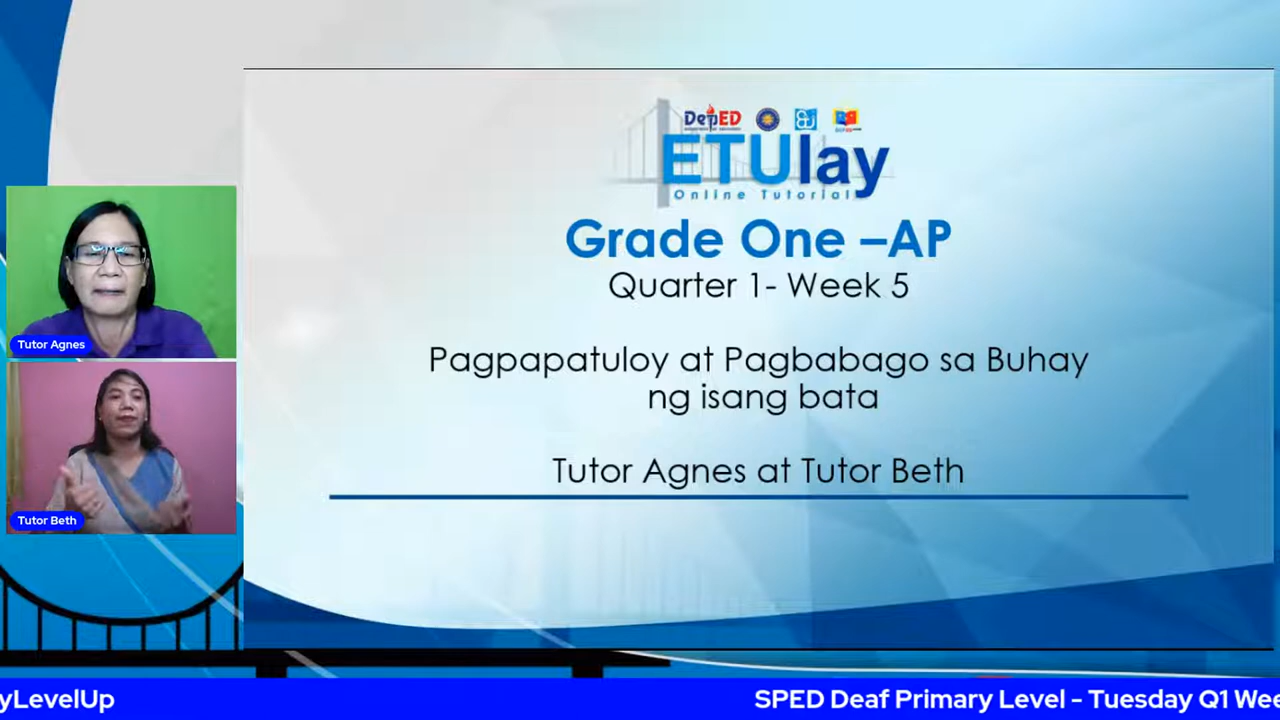 DepED
ETUlay
Online Tutorial
Grade One –AP
Quarter 1- Week 5
Pagpapatuloy at Pagbabago sa Buhay
ng isang bata
Tutor Agnes at Tutor Beth
Tutor Agnes
Tutor Beth
yLevelUp
SPED Deaf Primary Level - Tuesday Q1 Wee